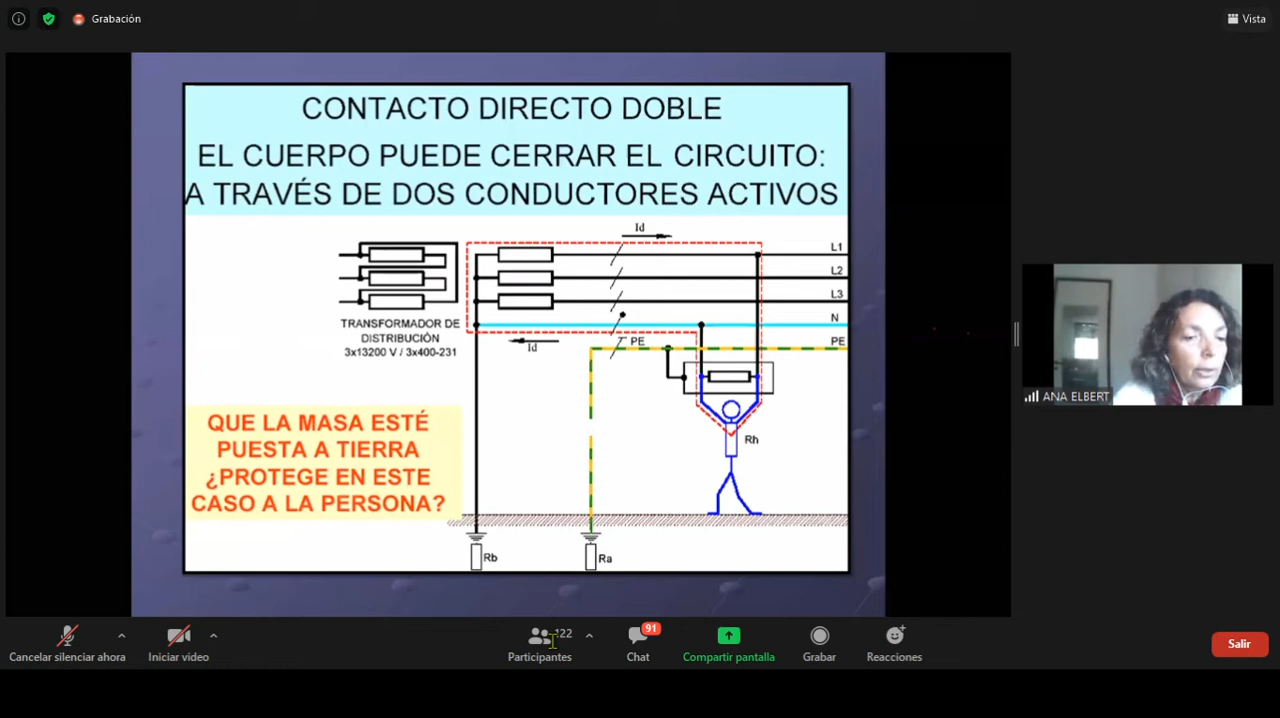 Grabación
Vista
CONTACTO DIRECTO DOBLE
EL CUERPO PUEDE CERRAR EL CIRCUITO:
A TRAVÉS DE DOS CONDUCTORES ACTIVOS
Id
L1
L2
L3
N
PE
PE
Id
TRANSFORMADOR DE
DISTRIBUCIÓN
3x13200 V / 3x400-231
Rh
QUE LA MASA ESTÉ
PUESTA A TIERRA
¿PROTEGE EN ESTE
CASO A LA PERSONA?
Rb
Ra
ANA ELBERT
Cancelar silenciar ahora
Iniciar video
122
Participantes
91
Chat
Compartir pantalla
Grabar
Reacciones
Salir